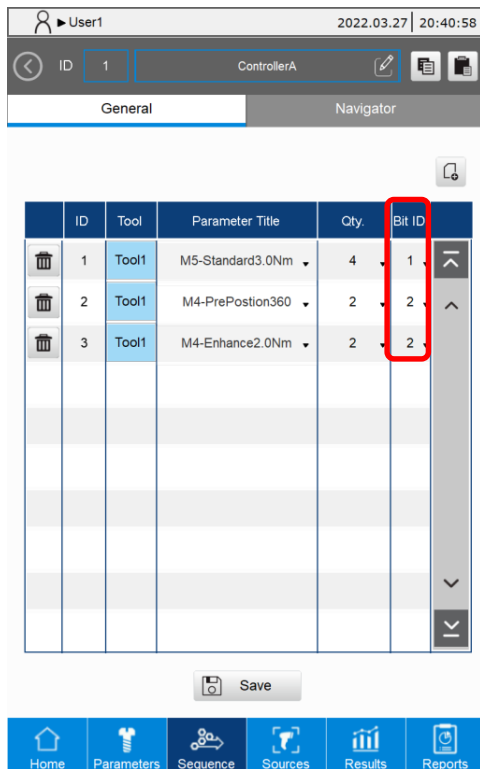 ►User1 2022.03.27 20:40:58
ID 1 ControllerA
General Navigator
ID Tool Parameter Title Qty. Bit ID
1 Tool1 M5-Standard3.0Nm 4 1
2 Tool1 M4-PrePostion360 2 2
3 Tool1 M4-Enhance2.0Nm 2 2
Save
Home Parameters Sequence Sources Results Reports